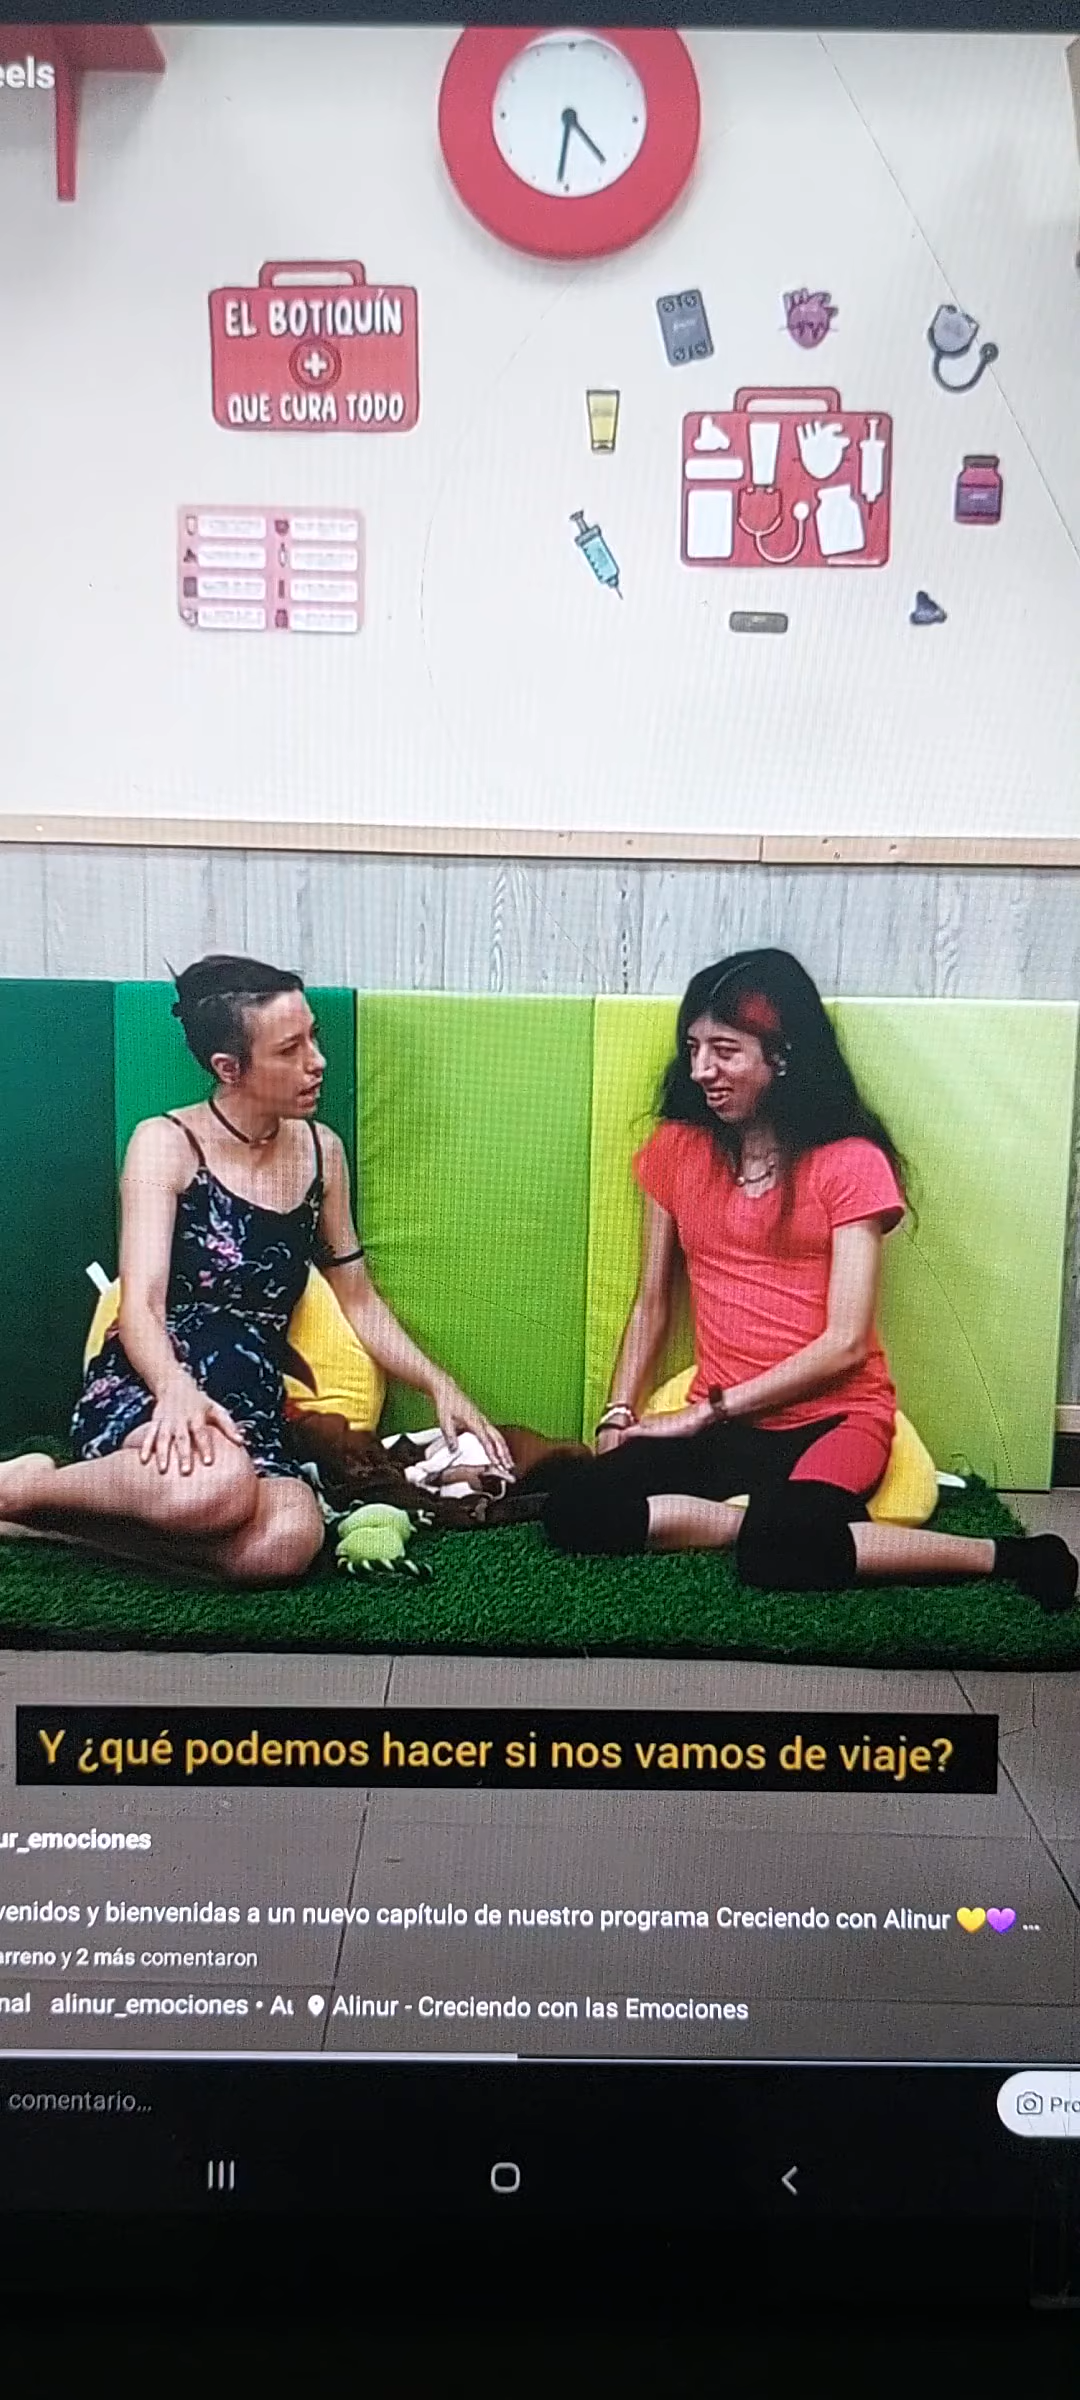 eels
EL BOTIQUÍN
QUE CURA TODO
Y ¿qué podemos hacer si nos vamos de viaje?
ur_emociones
venidos y bienvenidas a un nuevo capítulo de nuestro programa Creciendo con Alinur 💛💜 ...
arreno y 2 más comentaron
nal alinur_emociones • Au Alinur - Creciendo con las Emociones
comentario...
Pro